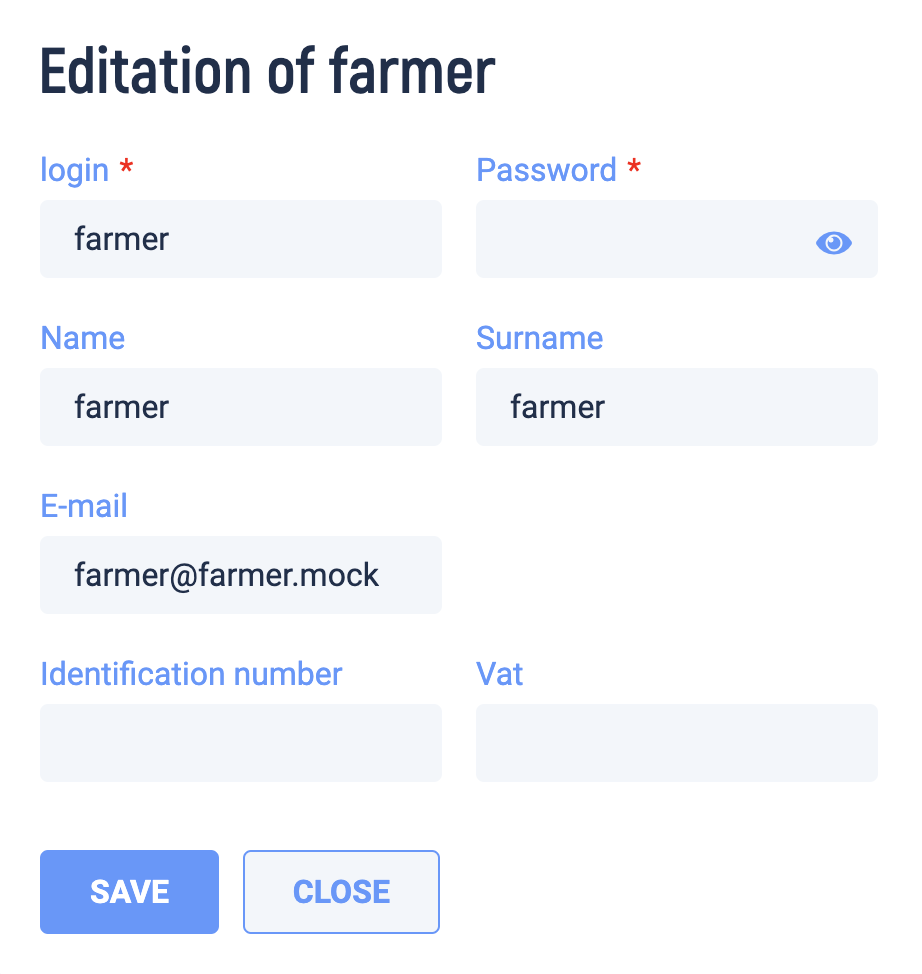 Editation of farmer
login * Password *
farmer
Name Surname
farmer farmer
E-mail
farmer@farmer.mock
Identification number Vat
SAVE CLOSE